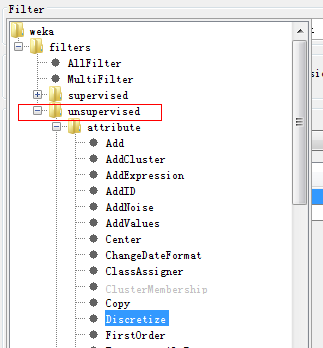 Filter
weka
filters
AllFilter
MultiFilter
supervised
unsupervised
attribute
Add
AddCluster
AddExpression
AddID
AddNoise
AddValues
Center
ChangeDateFormat
ClassAssigner
ClusterMembership
Copy
Discretize
FirstOrder